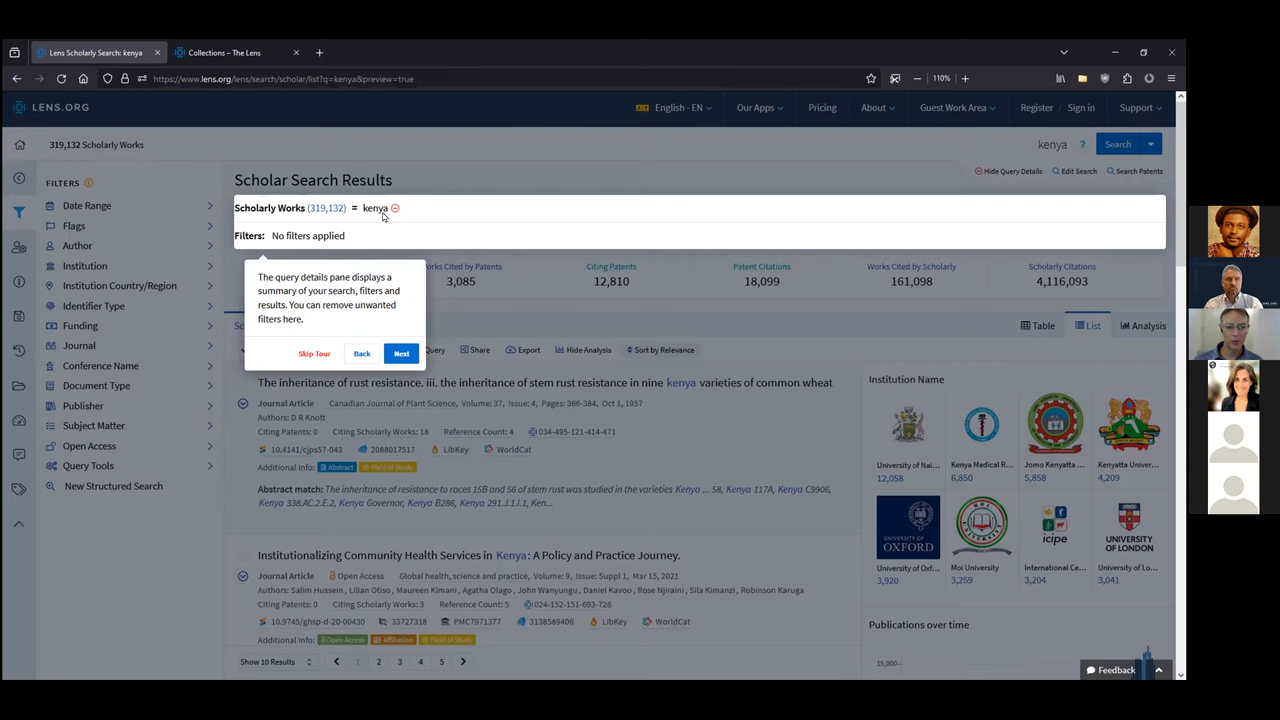 Lens Scholarly Search: kenya
Collections – The Lens
https://www.lens.org/lens/search/scholar/list?q=kenya&preview=true
110%
LENS.ORG
English - EN
Our Apps
Pricing
About
Guest Work Area
Register / Sign in
Support
319,132 Scholarly Works
kenya
?
Search
FILTERS
Date Range
Flags
Author
Institution
Institution Country/Region
Identifier Type
Funding
Journal
Conference Name
Document Type
Publisher
Subject Matter
Open Access
Query Tools
New Structured Search
Scholar Search Results
Hide Query Details
Edit Search
Search Patents
Scholarly Works (319,132) = kenya
Filters: No filters applied
The query details pane displays a
summary of your search, filters and
results. You can remove unwanted
filters here.
Skip Tour
Back
Next
Works Cited by Patents
3,085
Citing Patents
12,810
Patent Citations
18,099
Works Cited by Scholarly
161,098
Scholarly Citations
4,116,093
Table
List
Analysis
Share
Export
Hide Analysis
Sort by Relevance
The inheritance of rust resistance. iii. the inheritance of stem rust resistance in nine kenya varieties of common wheat
Journal Article Canadian Journal of Plant Science, Volume: 37, Issue: 4, Pages: 366-384. Oct 1, 1957
Authors: D R Knott
Citing Patents: 0 Citing Scholarly Works: 18 Reference Count: 4 034-495-121-414-471
10.4141/cjps57-043 2088017517 LibKey WorldCat
Additional Info: Abstract Field of Study
Abstract match: The inheritance of resistance to races 15B and 56 of stem rust was studied in the varieties Kenya ... 58, Kenya 117A, Kenya C9906,
Kenya 338.AC.2.E.2, Kenya Governor, Kenya B286, Kenya 291.J.1.I.1, Ken...
Institutionalizing Community Health Services in Kenya: A Policy and Practice Journey.
Journal Article Open Access Global health, science and practice, Volume: 9, Issue: Suppl 1, Mar 15, 2021
Authors: Salim Hussein, Lilian Otiso, Maureen Kimani, Agatha Olago, John Wanyungu, Daniel Kavoo, Rose Njiraini, Sila Kimanzi, Robinson Karuga
Citing Patents: 0 Citing Scholarly Works: 3 Reference Count: 5 024-152-151-693-726
10.9745/ghsp-d-20-00430 33727318 PMC7971377 3138589406 LibKey WorldCat
Additional Info: Open Access Affiliation Field of Study
Show 10 Results
1 2 3 4 5
Institution Name
University of Nai...
12,058
Kenya Medical R...
6,850
Jomo Kenyatta ...
5,858
Kenyatta Univer...
4,209
UNIVERSITY OF
OXFORD
icipe
UNIVERSITY OF
LONDON
University of Oxf...
3,920
Moi University
3,259
International Ce...
3,204
University of Lo...
3,041
Publications over time
15,000
Feedback